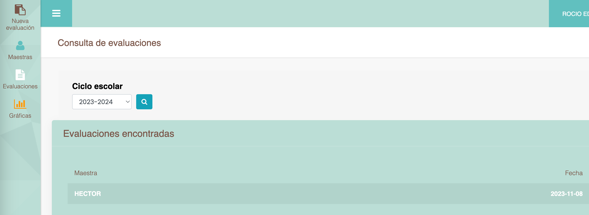 Nueva
evaluación
Maestras
Evaluaciones
Gráficas
ROCIO ES
Consulta de evaluaciones
Ciclo escolar
2023-2024
Evaluaciones encontradas
Maestra Fecha
HECTOR 2023-11-08